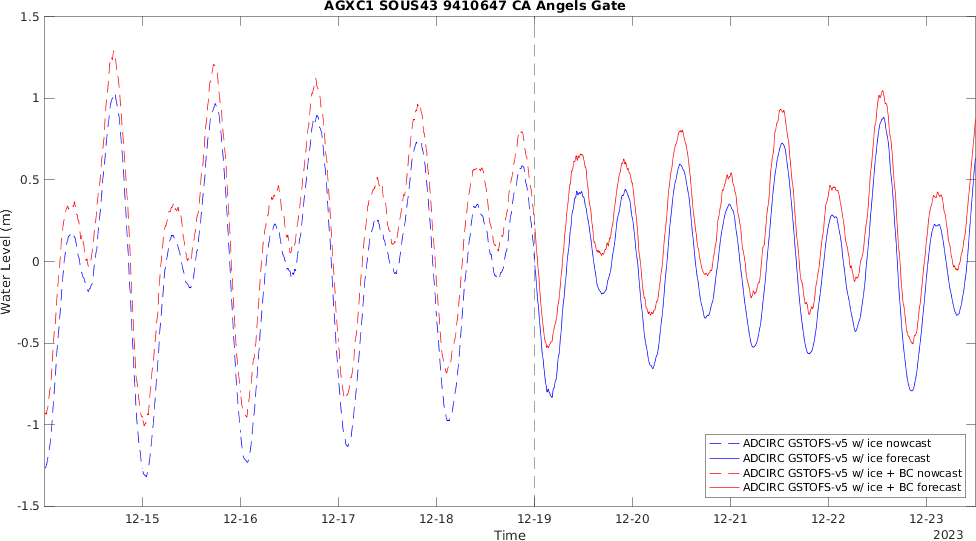 AGXC1 SOUS43 9410647 CA Angels Gate
1.5
1
0.5
0
-0.5
-1
-1.5
Water Level (m)
12-15 12-16 12-17 12-18 12-19 12-20 12-21 12-22 12-23
Time
2023
ADCIRC GSTOFS-v5 w/ ice nowcast
ADCIRC GSTOFS-v5 w/ ice forecast
ADCIRC GSTOFS-v5 w/ ice + BC nowcast
ADCIRC GSTOFS-v5 w/ ice + BC forecast